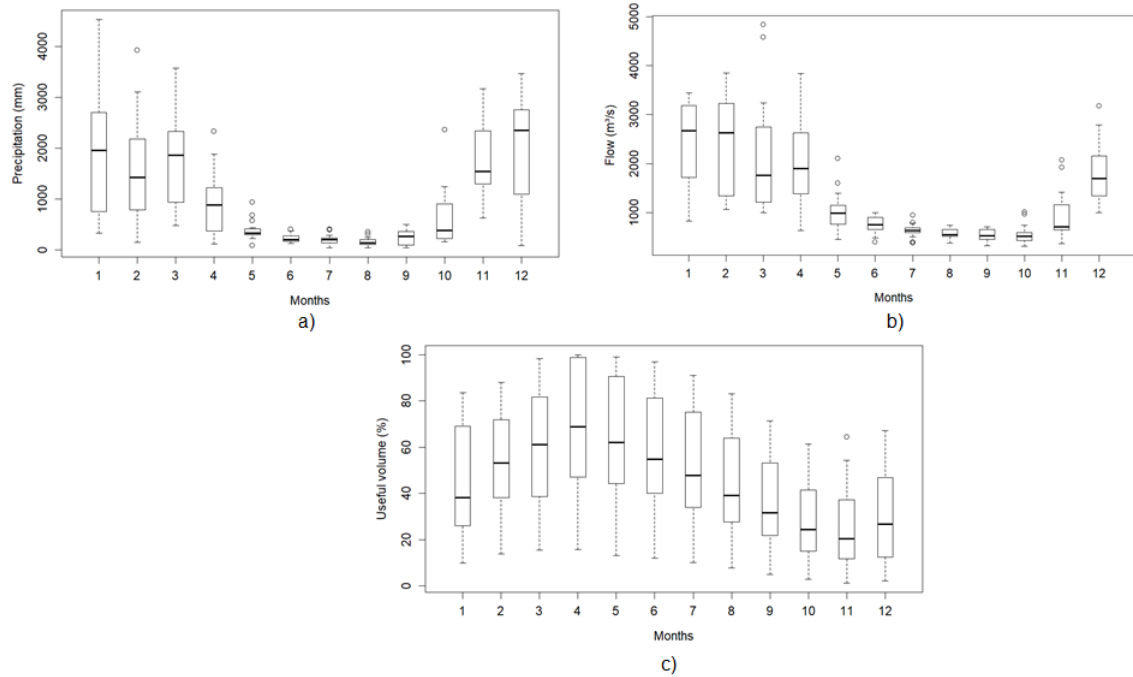 Precipitation (mm)
0 1000 2000 3000 4000
1 2 3 4 5 6 7 8 9 10 11 12
Months
a)
Flow (m³/s)
1000 2000 3000 4000 5000
1 2 3 4 5 6 7 8 9 10 11 12
Months
b)
Useful volume (%)
0 20 40 60 80 100
1 2 3 4 5 6 7 8 9 10 11 12
Months
c)